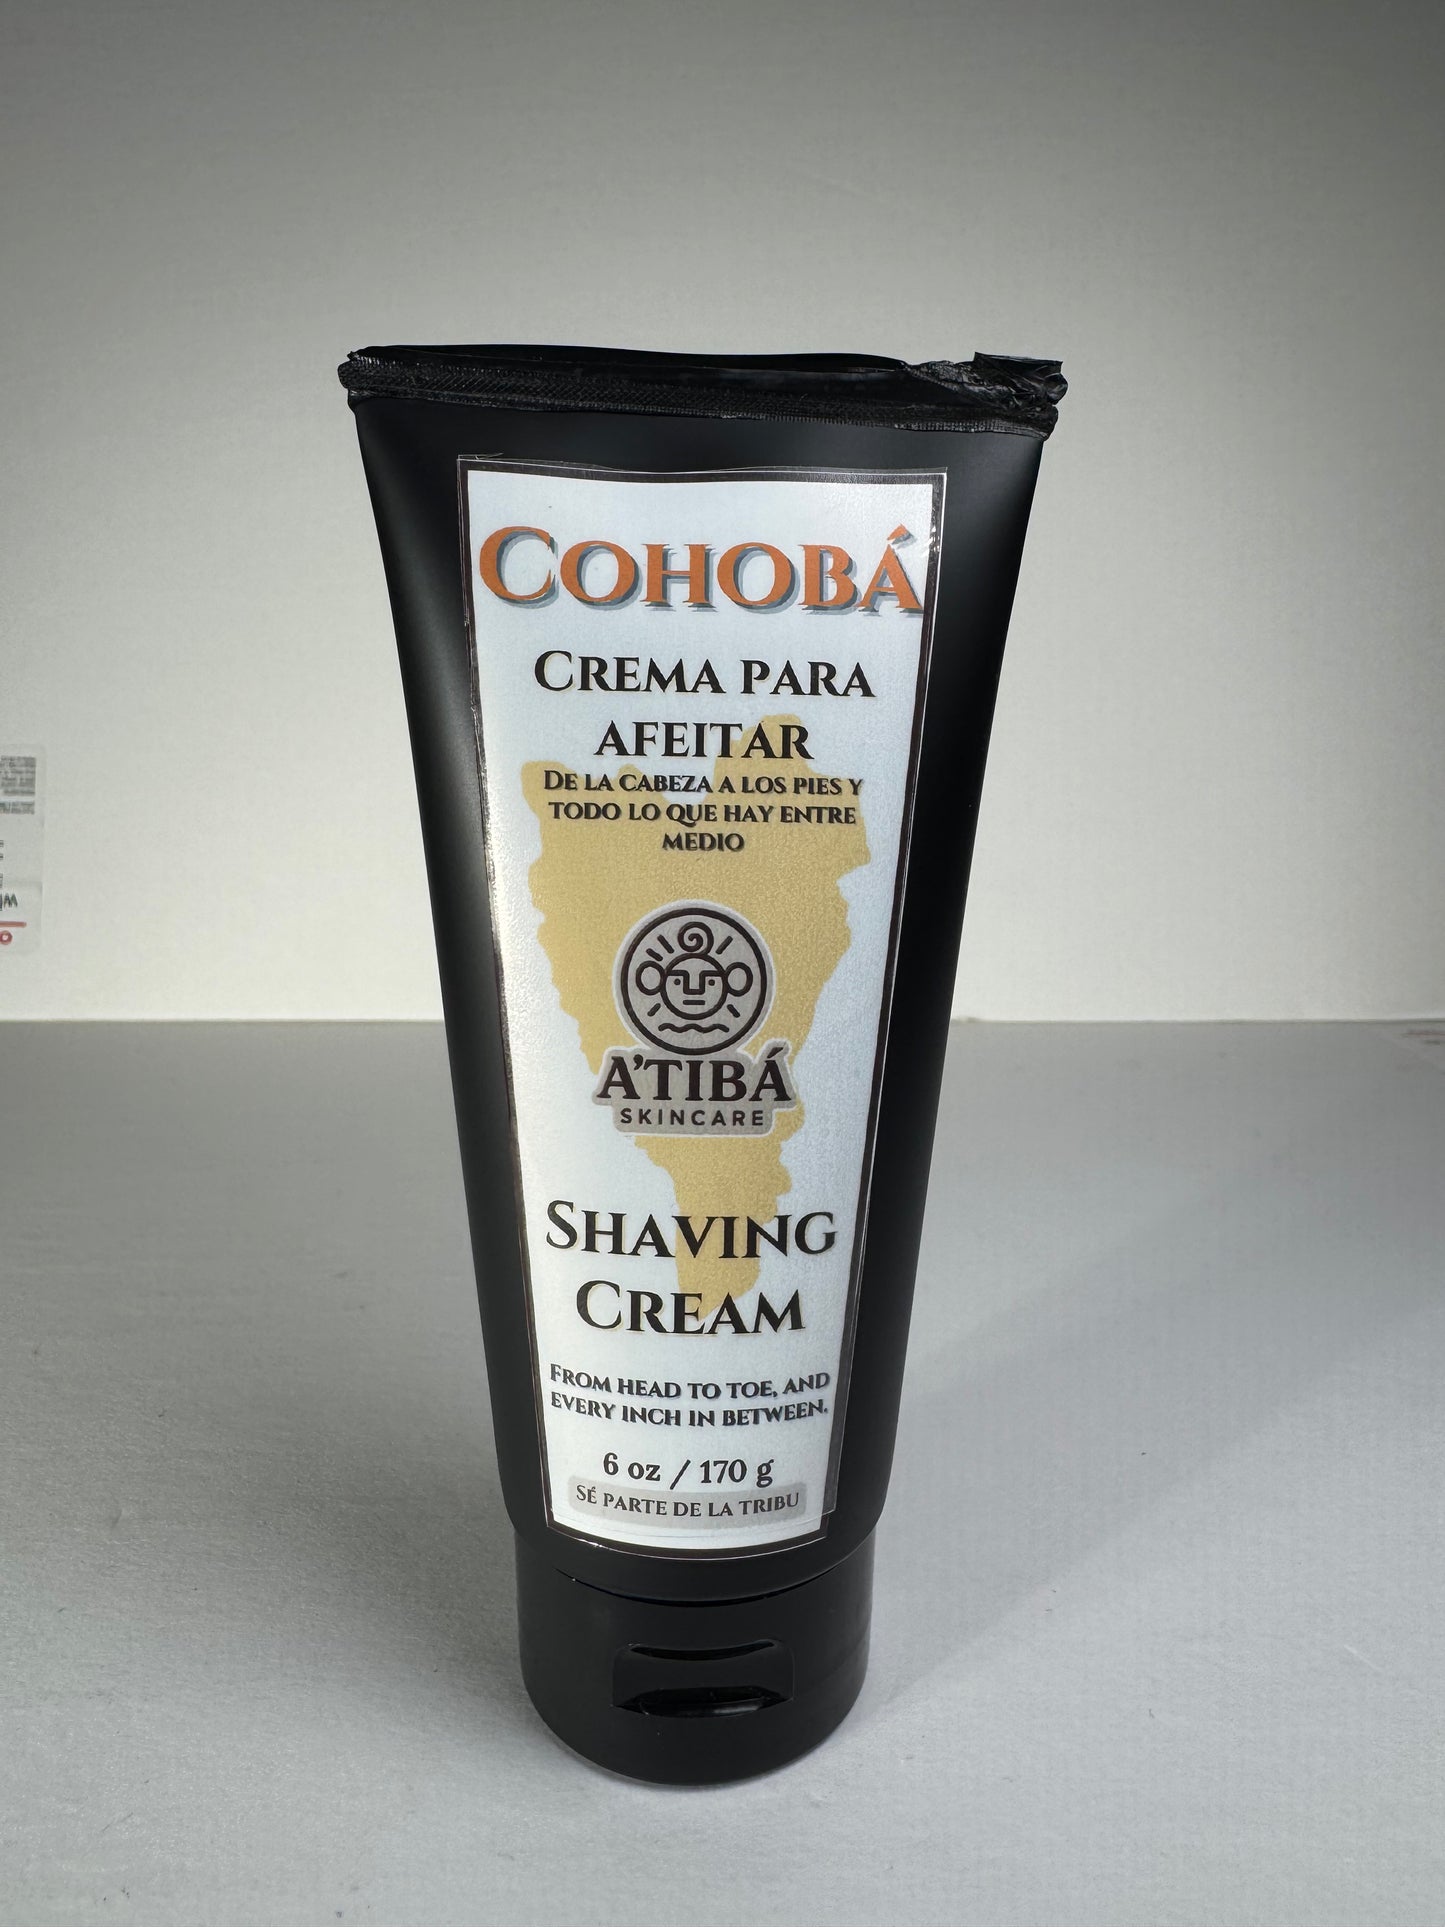 COHOBÁ
CREMA PARA
AFEITAR
DE LA CABEZA A LOS PIES Y
TODO LO QUE HAY ENTRE
MEDIO
A'TIBÁ
SKINCARE
SHAVING
CREAM
FROM HEAD TO TOE, AND
EVERY INCH IN BETWEEN.
6 oz / 170 g
SÉ PARTE DE LA TRIBU